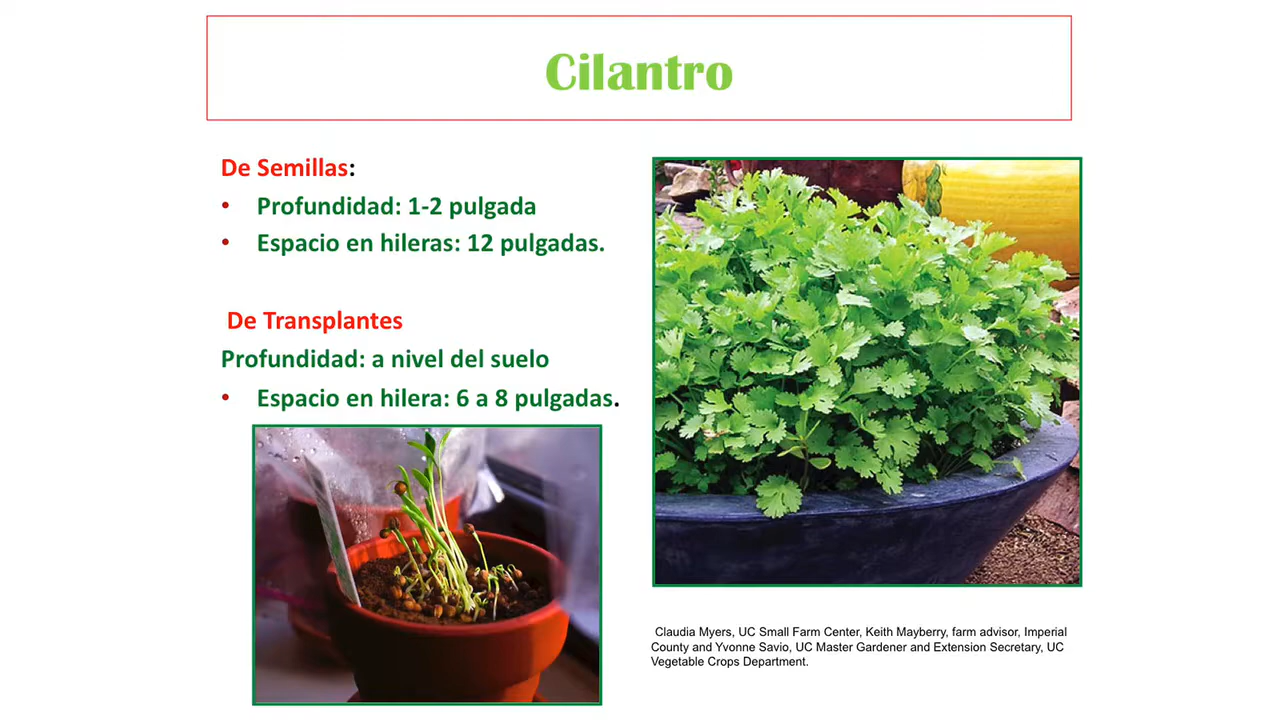 Cilantro
De Semillas:
• Profundidad: 1-2 pulgada
• Espacio en hileras: 12 pulgadas.
De Transplantes
Profundidad: a nivel del suelo
• Espacio en hilera: 6 a 8 pulgadas.
Claudia Myers, UC Small Farm Center, Keith Mayberry, farm advisor, Imperial
County and Yvonne Savio, UC Master Gardener and Extension Secretary, UC
Vegetable Crops Department.